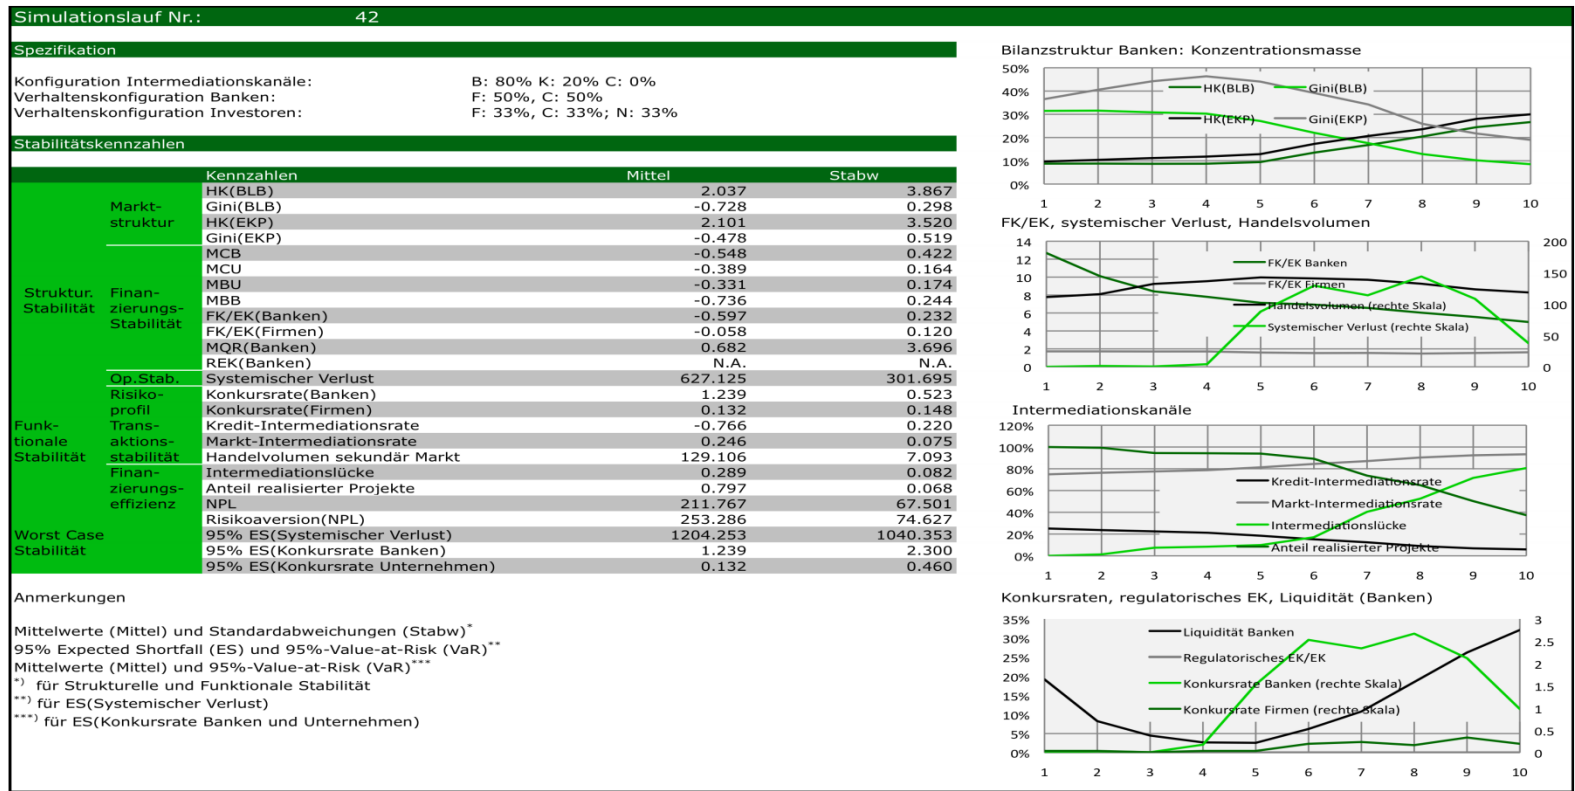 Simulationslauf Nr.: 42
Spezifikation
Konfiguration Intermediationskanäle: B: 80% K: 20% C: 0%
Verhaltenskonfiguration Banken: F: 50%, C: 50%
Verhaltenskonfiguration Investoren: F: 33%, C: 33%; N: 33%
Stabilitätskennzahlen
Kennzahlen Mittel Stabw
HK(BLB) 2.037 3.867
Markt- Gini(BLB) -0.728 0.298
struktur HK(EKP) 2.101 3.520
Gini(EKP) -0.478 0.519
MCB -0.548 0.422
MCU -0.389 0.164
Struktur. Finan- MBU -0.331 0.174
Stabilität zierungs- MBB -0.736 0.244
Stabilität FK/EK(Banken) -0.597 0.232
FK/EK(Firmen) -0.058 0.120
MQR(Banken) 0.682 3.696
REK(Banken) N.A. N.A.
Op.Stab. Systemischer Verlust 627.125 301.695
Risiko- Konkursrate(Banken) 1.239 0.523
profil Konkursrate(Firmen) 0.132 0.148
Funk- Trans- Kredit-Intermediationsrate -0.766 0.220
tionale aktions- Markt-Intermediationsrate 0.246 0.075
Stabilität stabilität Handelvolumen sekundär Markt 129.106 7.093
Finan- Intermediationslücke 0.289 0.082
zierungs- Anteil realisierter Projekte 0.797 0.068
effizienz NPL 211.767 67.501
Risikoaversion(NPL) 253.286 74.627
Worst Case 95% ES(Systemischer Verlust) 1204.253 1040.353
Stabilität 95% ES(Konkursrate Banken) 1.239 2.300
95% ES(Konkursrate Unternehmen) 0.132 0.460
Anmerkungen
Mittelwerte (Mittel) und Standardabweichungen (Stabw)*
95% Expected Shortfall (ES) und 95%-Value-at-Risk (VaR)**
Mittelwerte (Mittel) und 95%-Value-at-Risk (VaR)***
*) für Strukturelle und Funktionale Stabilität
**) für ES(Systemischer Verlust)
***) für ES(Konkursrate Banken und Unternehmen)
Bilanzstruktur Banken: Konzentrationsmasse
50%
40%
30%
20%
10%
0%
HK(BLB) Gini(BLB)
HK(EKP) Gini(EKP)
1 2 3 4 5 6 7 8 9 10
FK/EK, systemischer Verlust, Handelsvolumen
14 200
12
10 150
8 100
6
4 50
2
0 0
FK/EK Banken
FK/EK Firmen
Handelsvolumen (rechte Skala)
Systemischer Verlust (rechte Skala)
1 2 3 4 5 6 7 8 9 10
Intermediationskanäle
120%
100%
80%
60%
40%
20%
0%
Kredit-Intermediationsrate
Markt-Intermediationsrate
Intermediationslücke
Anteil realisierter Projekte
1 2 3 4 5 6 7 8 9 10
Konkursraten, regulatorisches EK, Liquidität (Banken)
35% 3
30% 2.5
25% 2
20% 1.5
15%
10% 1
5% 0.5
0% 0
Liquidität Banken
Regulatorisches EK/EK
Konkursrate Banken (rechte Skala)
Konkursrate Firmen (rechte Skala)
1 2 3 4 5 6 7 8 9 10